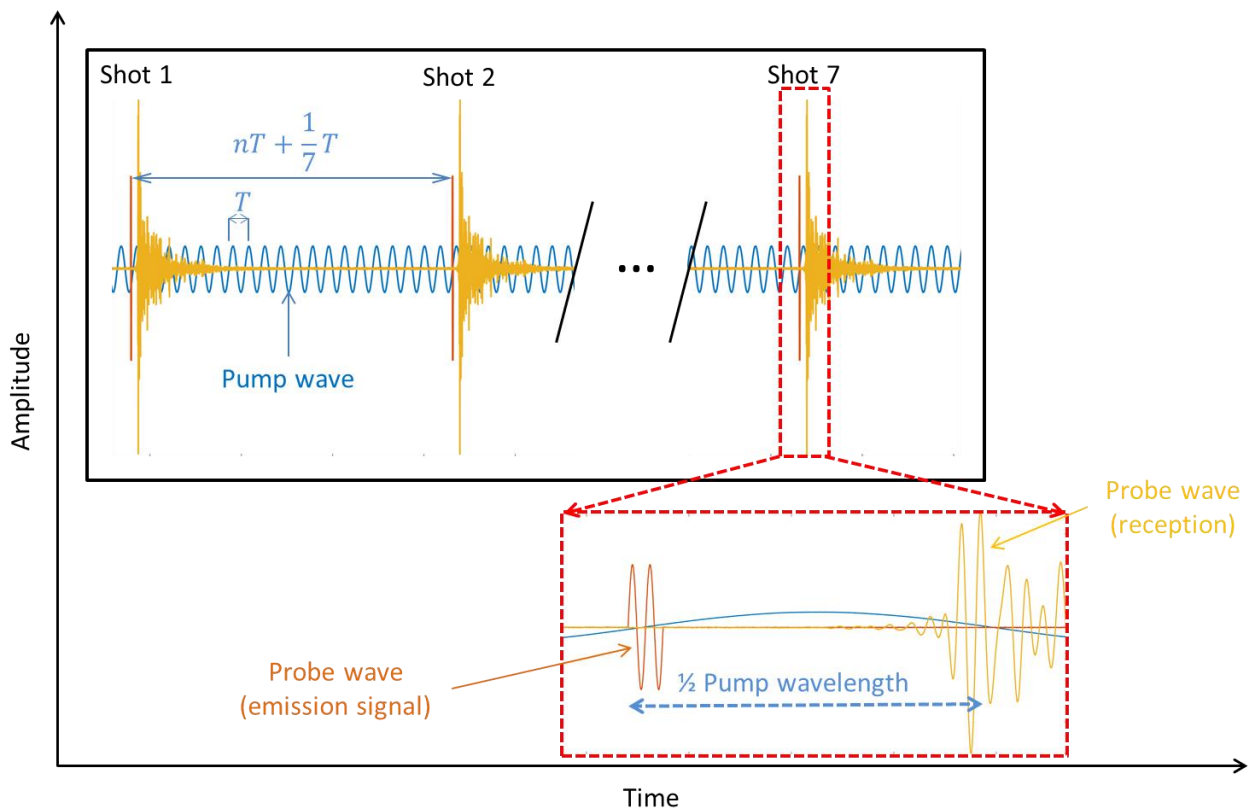 Shot 1
Shot 2
Shot 7
nT + 1/7 T
T
...
Pump wave
Amplitude
Probe wave
(reception)
Probe wave
(emission signal)
½ Pump wavelength
Time